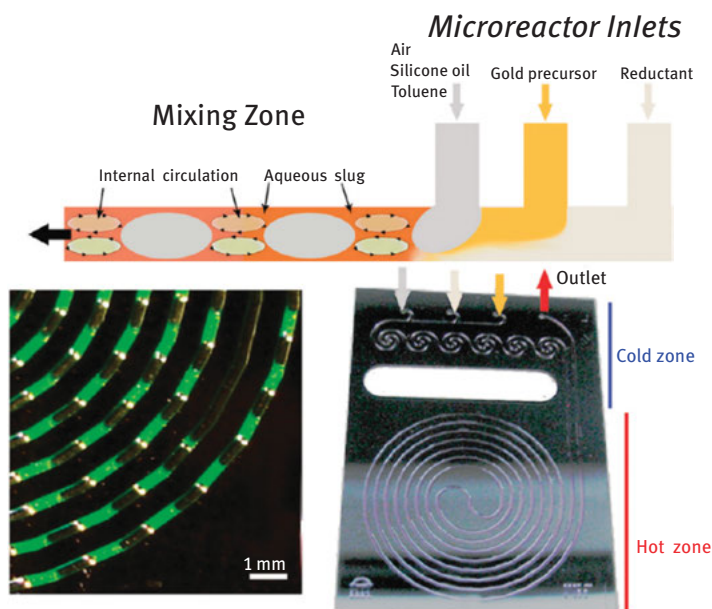 Microreactor Inlets
Air
Silicone oil
Toluene
Gold precursor
Reductant
Mixing Zone
Internal circulation
Aqueous slug
Outlet
Cold zone
Hot zone
1 mm